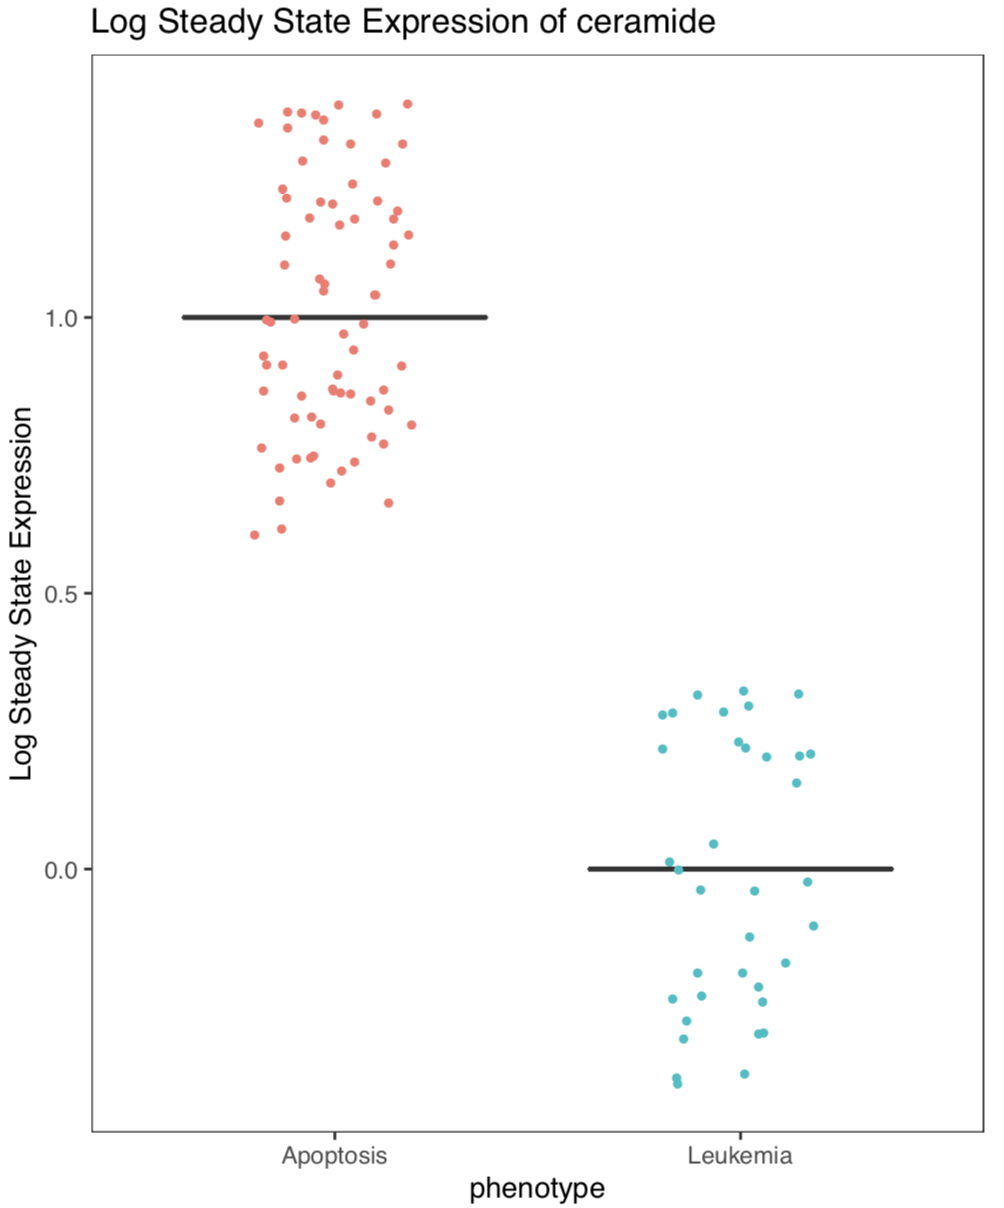 Log Steady State Expression of ceramide
Log Steady State Expression
1.0
0.5
0.0
Apoptosis
Leukemia
phenotype